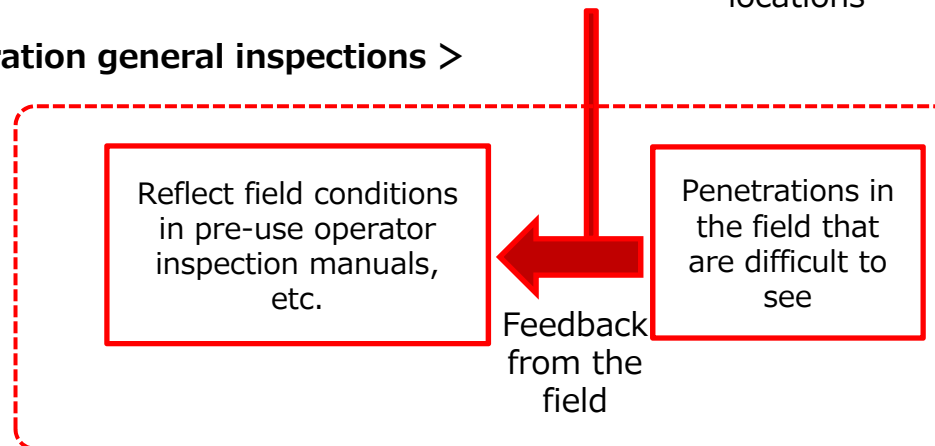 locations
ration general inspections >
Reflect field conditions
in pre-use operator
inspection manuals,
etc.
Penetrations in
the field that
are difficult to
see
Feedback
from the
field